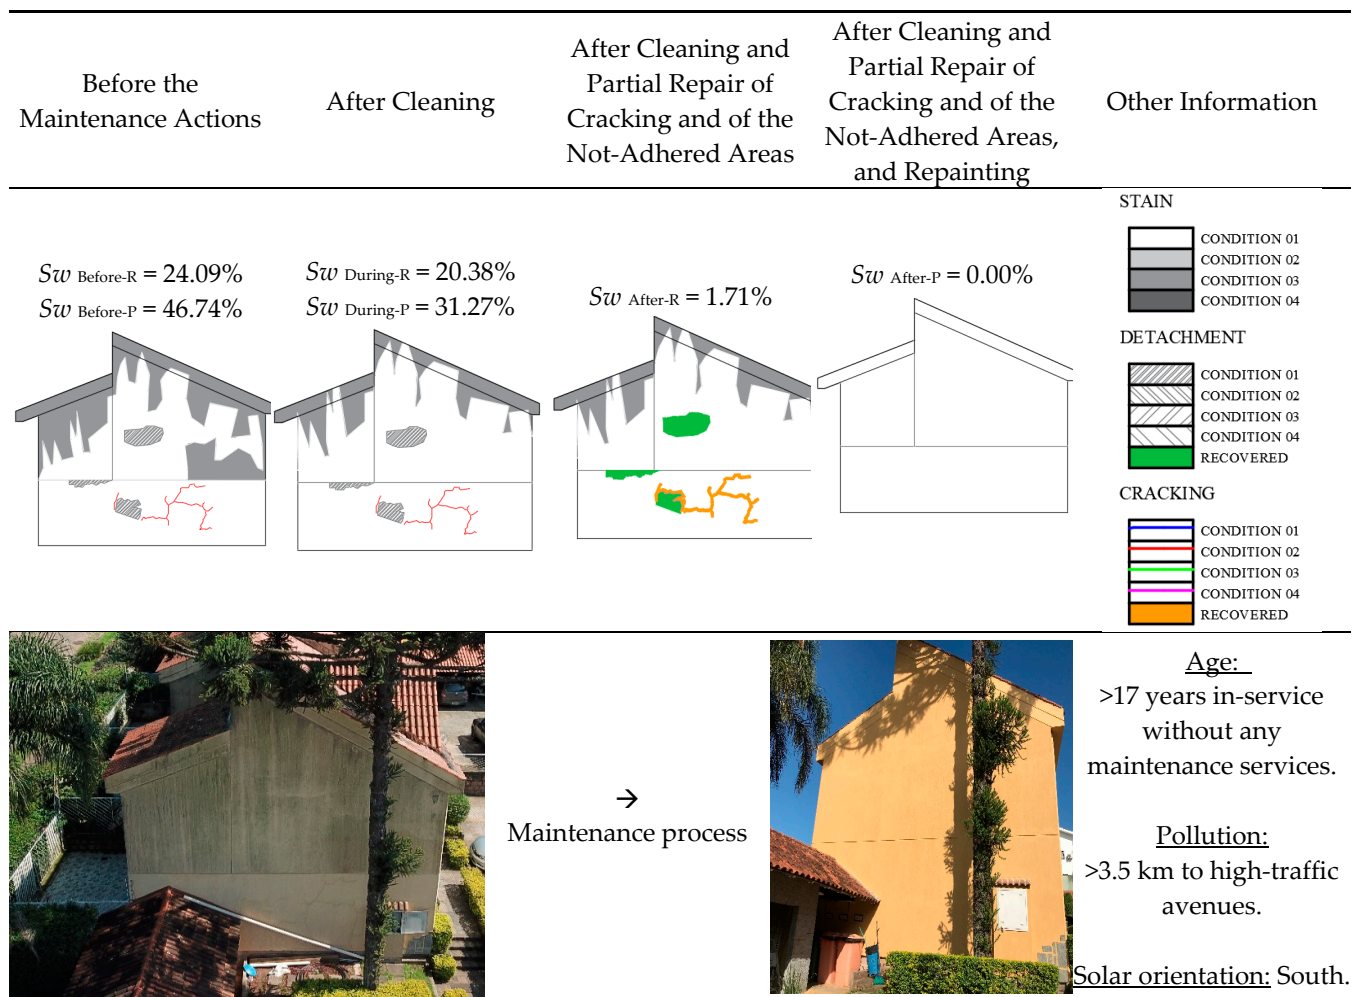 Before the
Maintenance Actions
After Cleaning
After Cleaning and
Partial Repair of
Cracking and of the
Not-Adhered Areas
After Cleaning and
Partial Repair of
Cracking and of the
Not-Adhered Areas,
and Repainting
Other Information
Sw Before-R = 24.09%
Sw Before-P = 46.74%
Sw During-R = 20.38%
Sw During-P = 31.27%
Sw After-R = 1.71%
Sw After-P = 0.00%
STAIN
CONDITION 01
CONDITION 02
CONDITION 03
CONDITION 04
DETACHMENT
CONDITION 01
CONDITION 02
CONDITION 03
CONDITION 04
RECOVERED
CRACKING
CONDITION 01
CONDITION 02
CONDITION 03
CONDITION 04
RECOVERED
→
Maintenance process
Age:
>17 years in-service
without any
maintenance services.
Pollution:
>3.5 km to high-traffic
avenues.
Solar orientation: South.